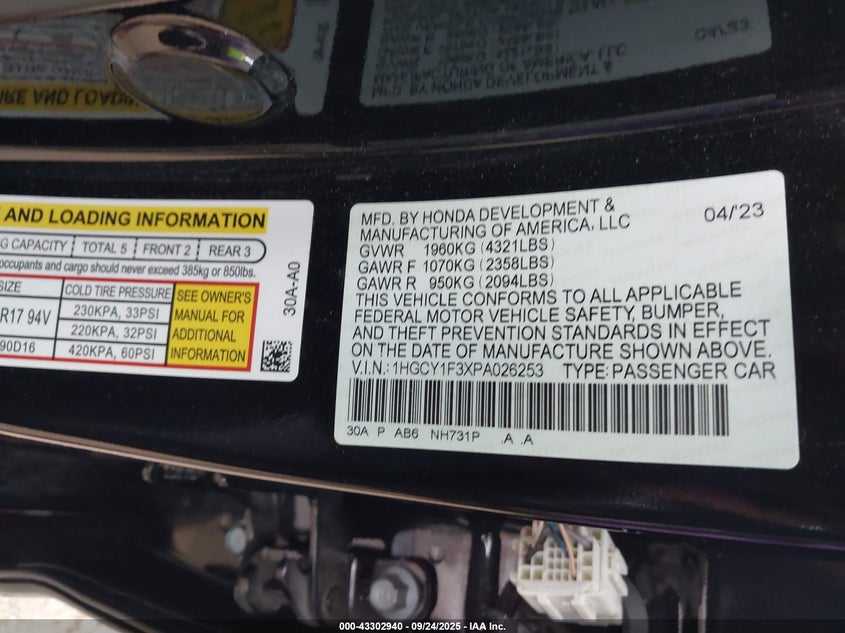 AND LOADING INFORMATION
CAPACITY TOTAL 5 FRONT 2 REAR 3
occupants and cargo should never exceed 385kg or 850lbs.
SIZE COLD TIRE PRESSURE SEE OWNER'S MANUAL FOR ADDITIONAL INFORMATION
R17 94V 230KPA, 33PSI
220KPA, 32PSI
90D16 420KPA, 60PSI
30A-A0
MFD. BY HONDA DEVELOPMENT & 04/'23
MANUFACTURING OF AMERICA, LLC
GVWR 1960KG (4321LBS)
GAWR F 1070KG (2358LBS)
GAWR R 950KG (2094LBS)
THIS VEHICLE CONFORMS TO ALL APPLICABLE
FEDERAL MOTOR VEHICLE SAFETY, BUMPER,
AND THEFT PREVENTION STANDARDS IN EFFECT
ON THE DATE OF MANUFACTURE SHOWN ABOVE.
V.I.N.:1HGCY1F3XPA026253 TYPE:PASSENGER CAR
30A P AB6 NH731P .A .A
000-43302940 - 09/24/2025 - IAA Inc.